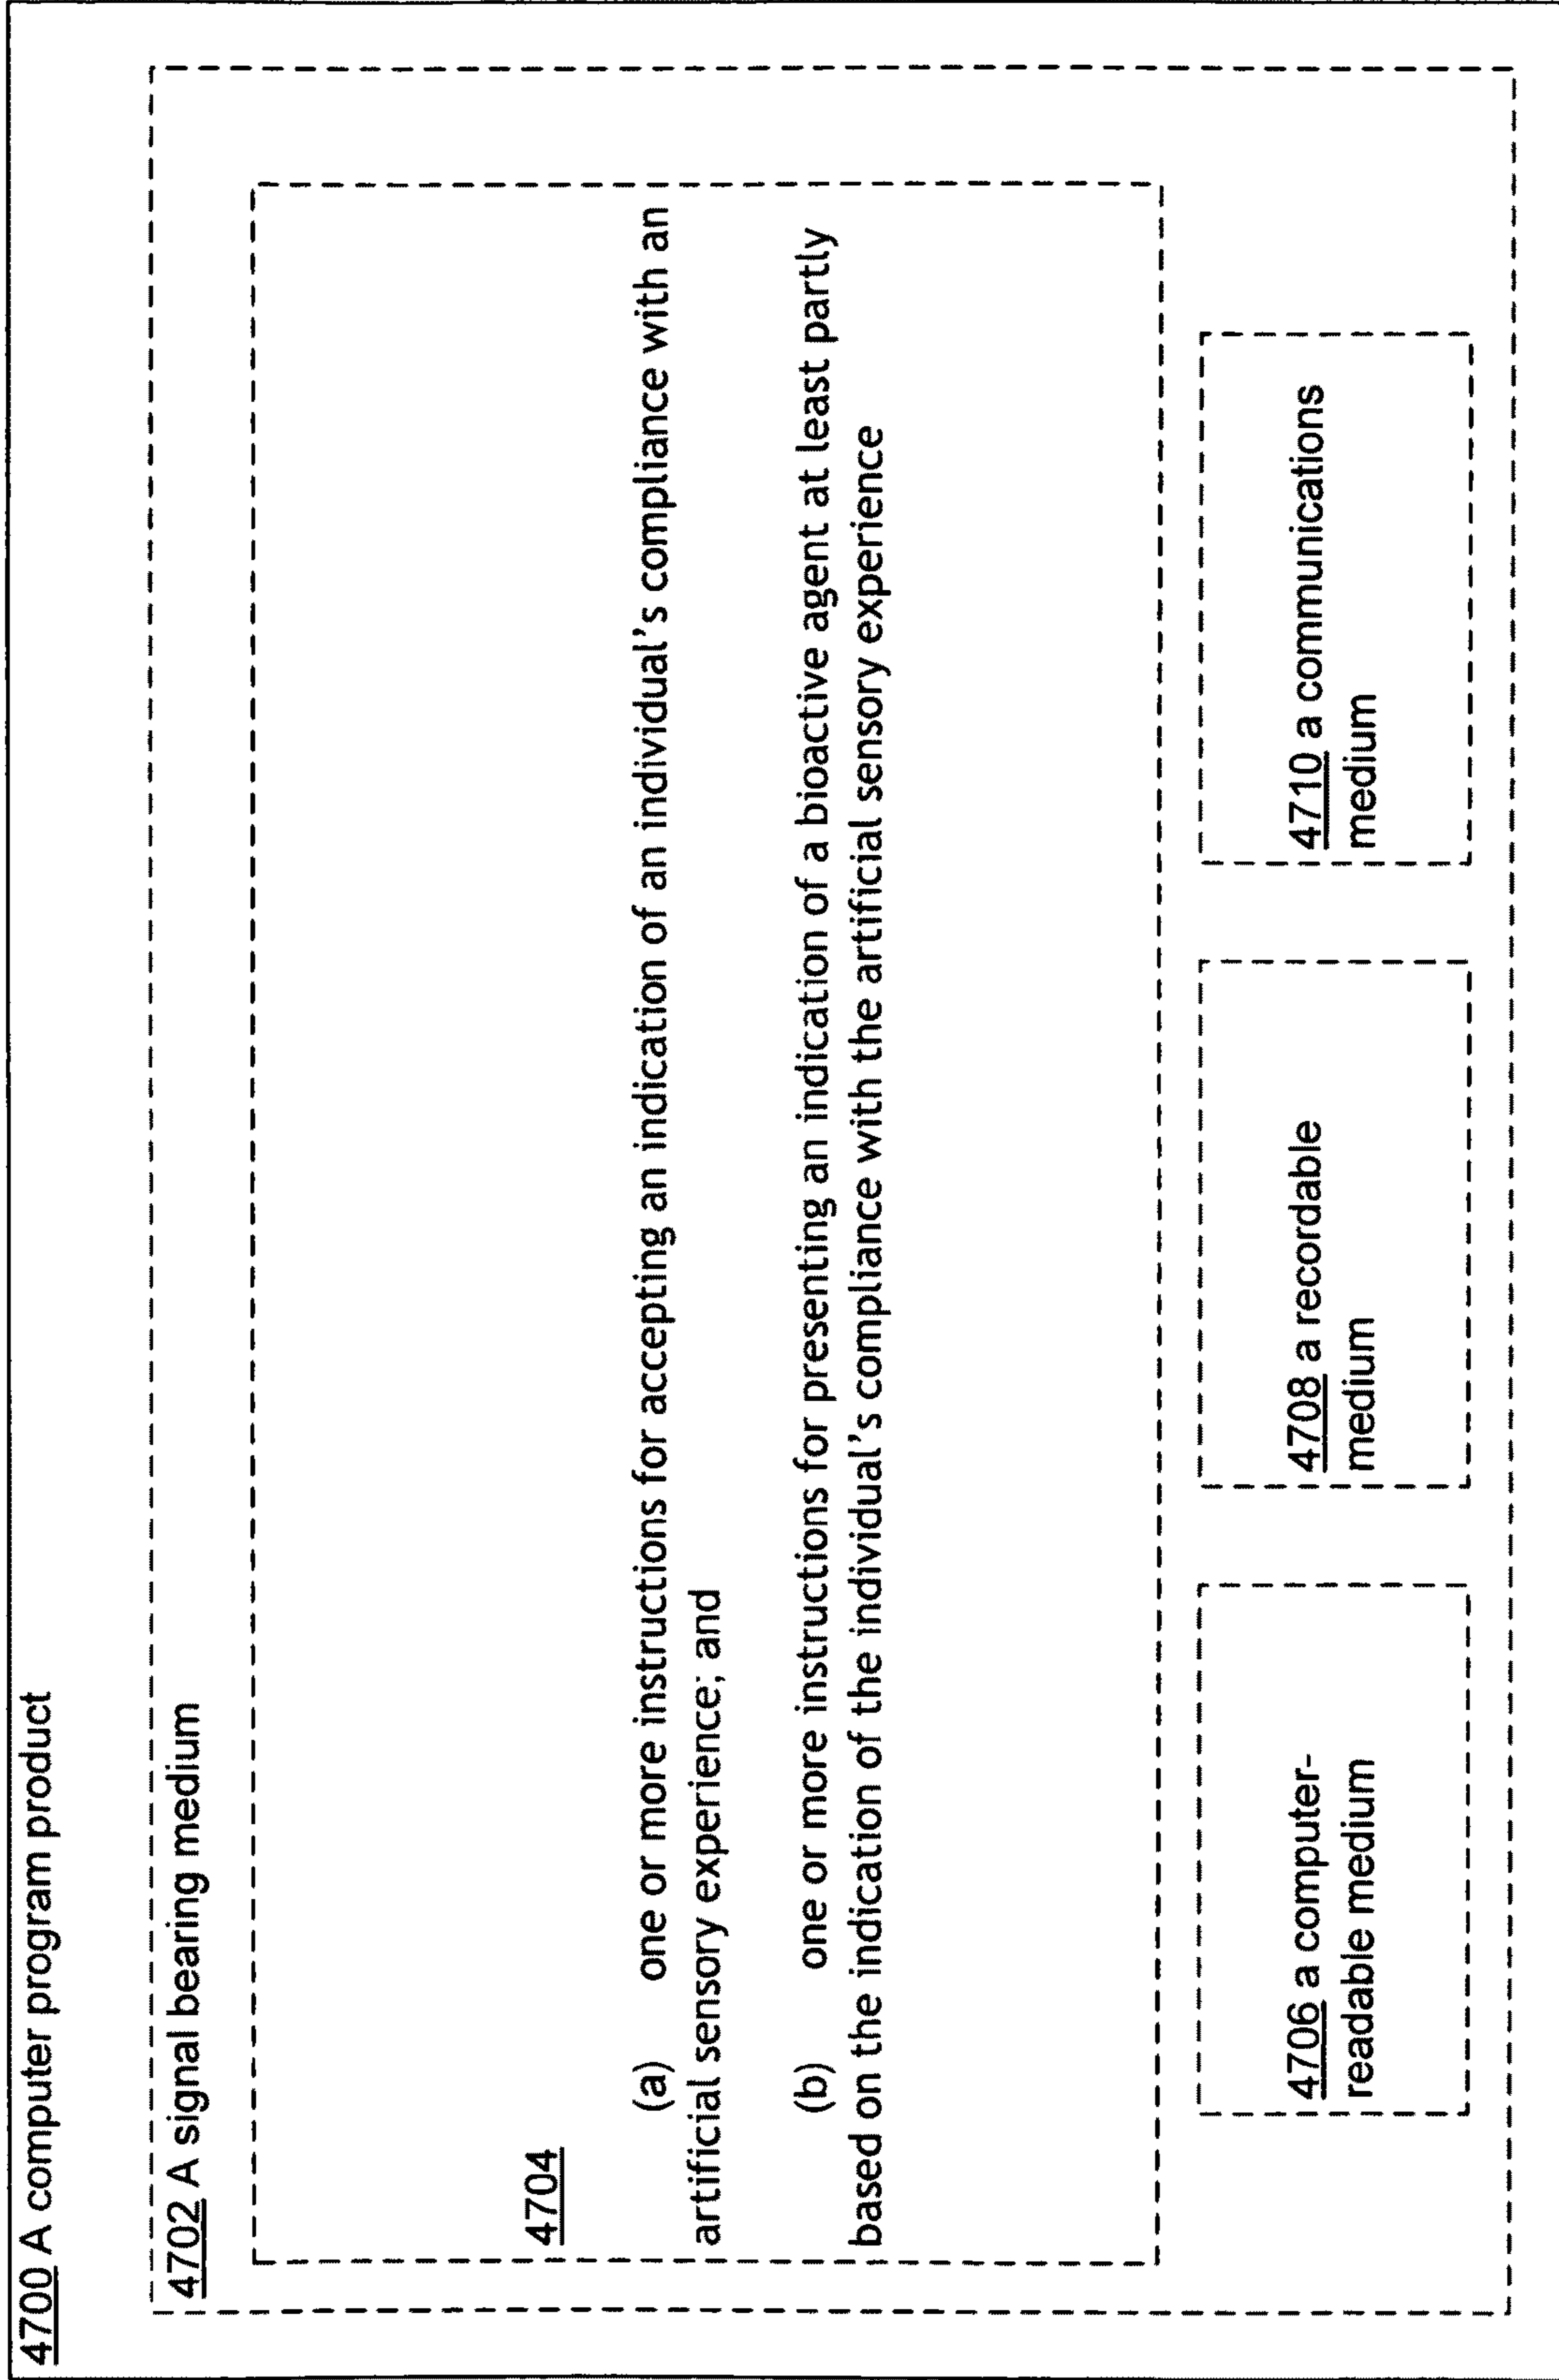 4700 A computer program product
4702 A signal bearing medium
4704
(a) one or more instructions for accepting an indication of an individual's compliance with an
artificial sensory experience; and
(b) one or more instructions for presenting an indication of a bioactive agent at least partly
based on the indication of the individual's compliance with the artificial sensory experience
4706 a computer-
readable medium
4708 a recordable
medium
4710 a communications
medium